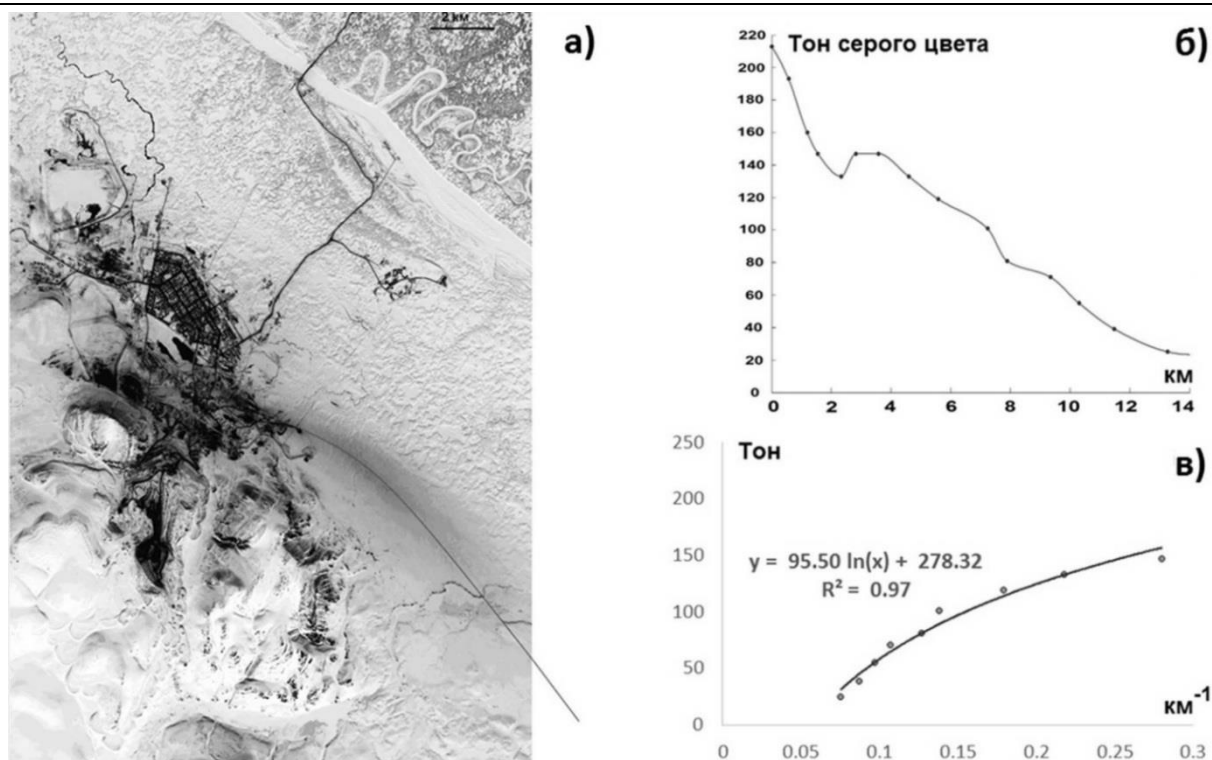 2 км
а)
б)
Тон серого цвета
220
200
180
160
140
120
100
80
60
40
20
0
км
0 2 4 6 8 10 12 14
в)
Тон
250
200
150
100
50
0
y = 95.50 ln(x) + 278.32
R² = 0.97
км⁻¹
0 0.05 0.1 0.15 0.2 0.25 0.3